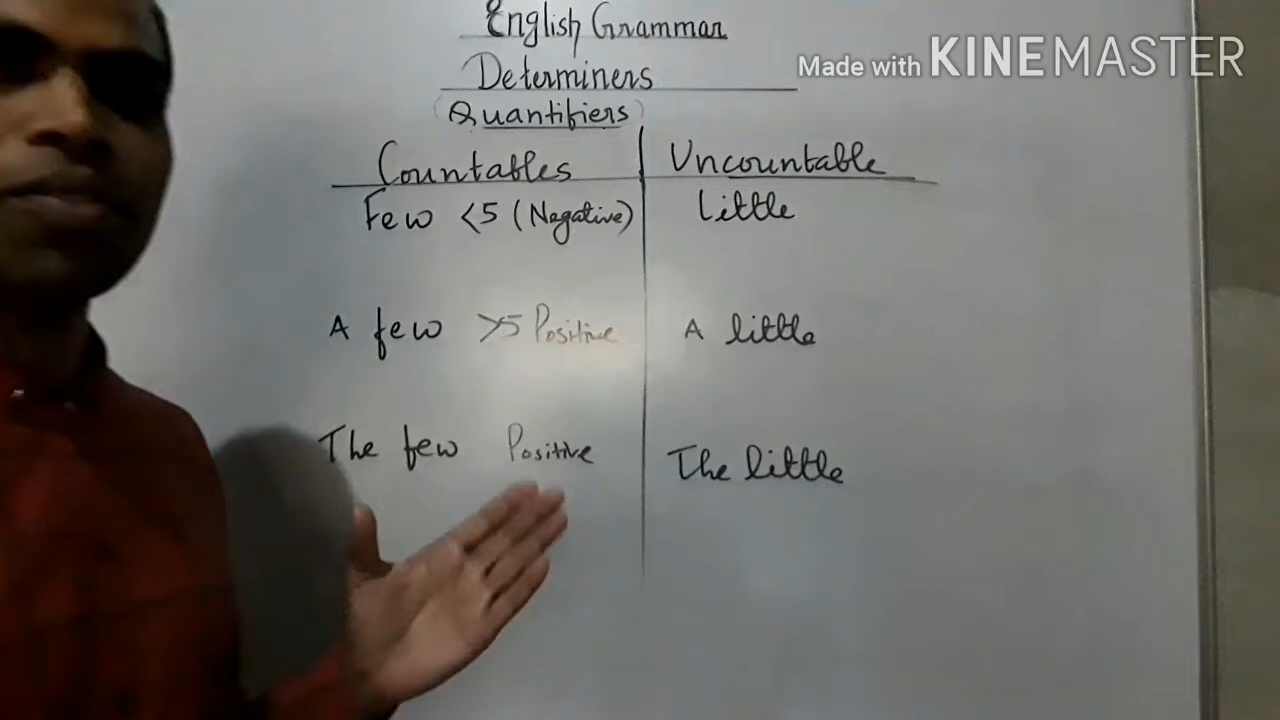 English Grammar
Made with KINEMASTER
Determiners
(Quantifiers)
Countables Uncountable
Few <5 (Negative) Little
A few >5 Positive A little
The few Positive The little